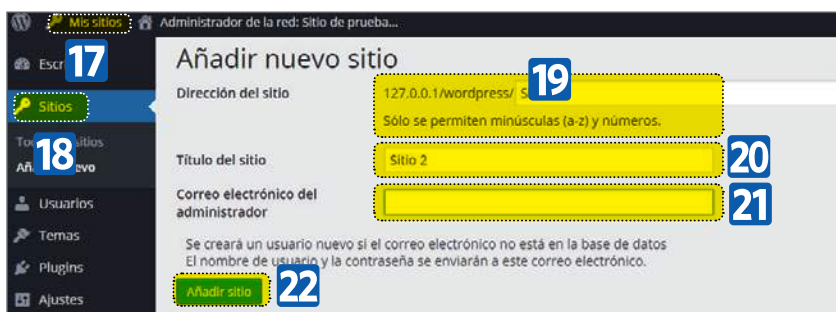 Mis sitios Administrador de la red: Sitio de prueba...
17
Añadir nuevo sitio
Dirección del sitio 127.0.0.1/wordpress/ 19
Sitios
Sólo se permiten minúsculas (a-z) y números.
18
Título del sitio Sitio 2 20
Correo electrónico del
administrador 21
Usuarios
Temas
Se creará un usuario nuevo si el correo electrónico no está en la base de datos
El nombre de usuario y la contraseña se enviarán a este correo electrónico.
Plugins
Ajustes
Añadir sitio 22